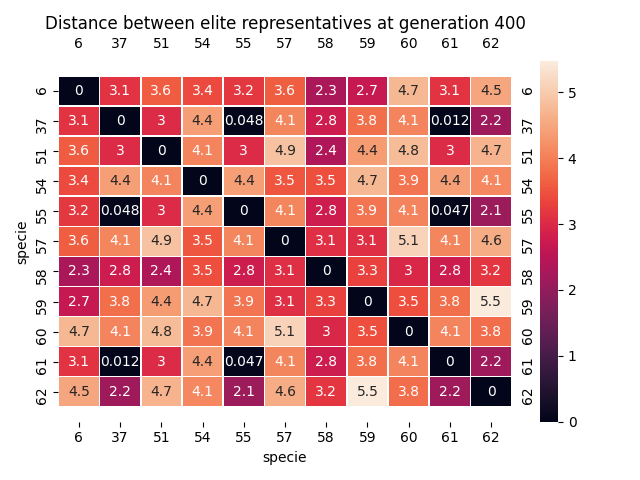 Distance between elite representatives at generation 400
6 37 51 54 55 57 58 59 60 61 62
6 0 3.1 3.6 3.4 3.2 3.6 2.3 2.7 4.7 3.1 4.5 6
37 3.1 0 3 4.4 0.048 4.1 2.8 3.8 4.1 0.012 2.2 37
51 3.6 3 0 4.1 3 4.9 2.4 4.4 4.8 3 4.7 51
54 3.4 4.4 4.1 0 4.4 3.5 3.5 4.7 3.9 4.4 4.1 54
55 3.2 0.048 3 4.4 0 4.1 2.8 3.9 4.1 0.047 2.1 55
57 3.6 4.1 4.9 3.5 4.1 0 3.1 3.1 5.1 4.1 4.6 57
58 2.3 2.8 2.4 3.5 2.8 3.1 0 3.3 3 2.8 3.2 58
59 2.7 3.8 4.4 4.7 3.9 3.1 3.3 0 3.5 3.8 5.5 59
60 4.7 4.1 4.8 3.9 4.1 5.1 3 3.5 0 4.1 3.8 60
61 3.1 0.012 3 4.4 0.047 4.1 2.8 3.8 4.1 0 2.2 61
62 4.5 2.2 4.7 4.1 2.1 4.6 3.2 5.5 3.8 2.2 0 62
6 37 51 54 55 57 58 59 60 61 62
specie
specie
5
4
3
2
1
0